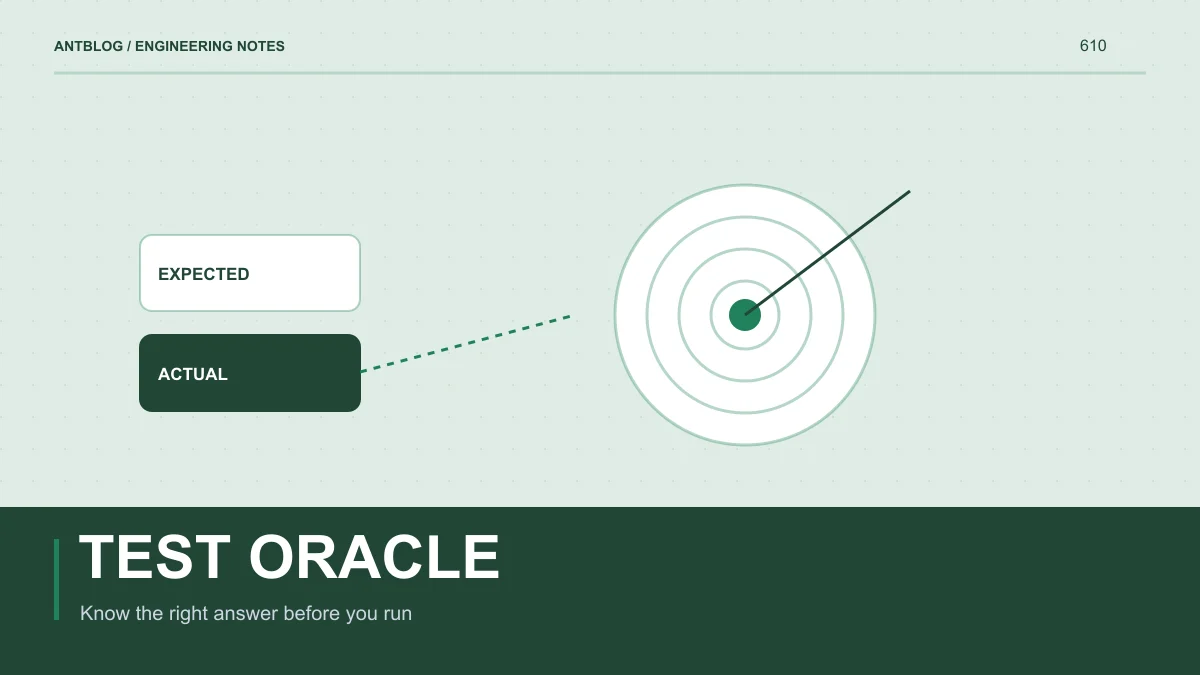 ANTBLOG / ENGINEERING NOTES
610
EXPECTED
ACTUAL
TEST ORACLE
Know the right answer before you run